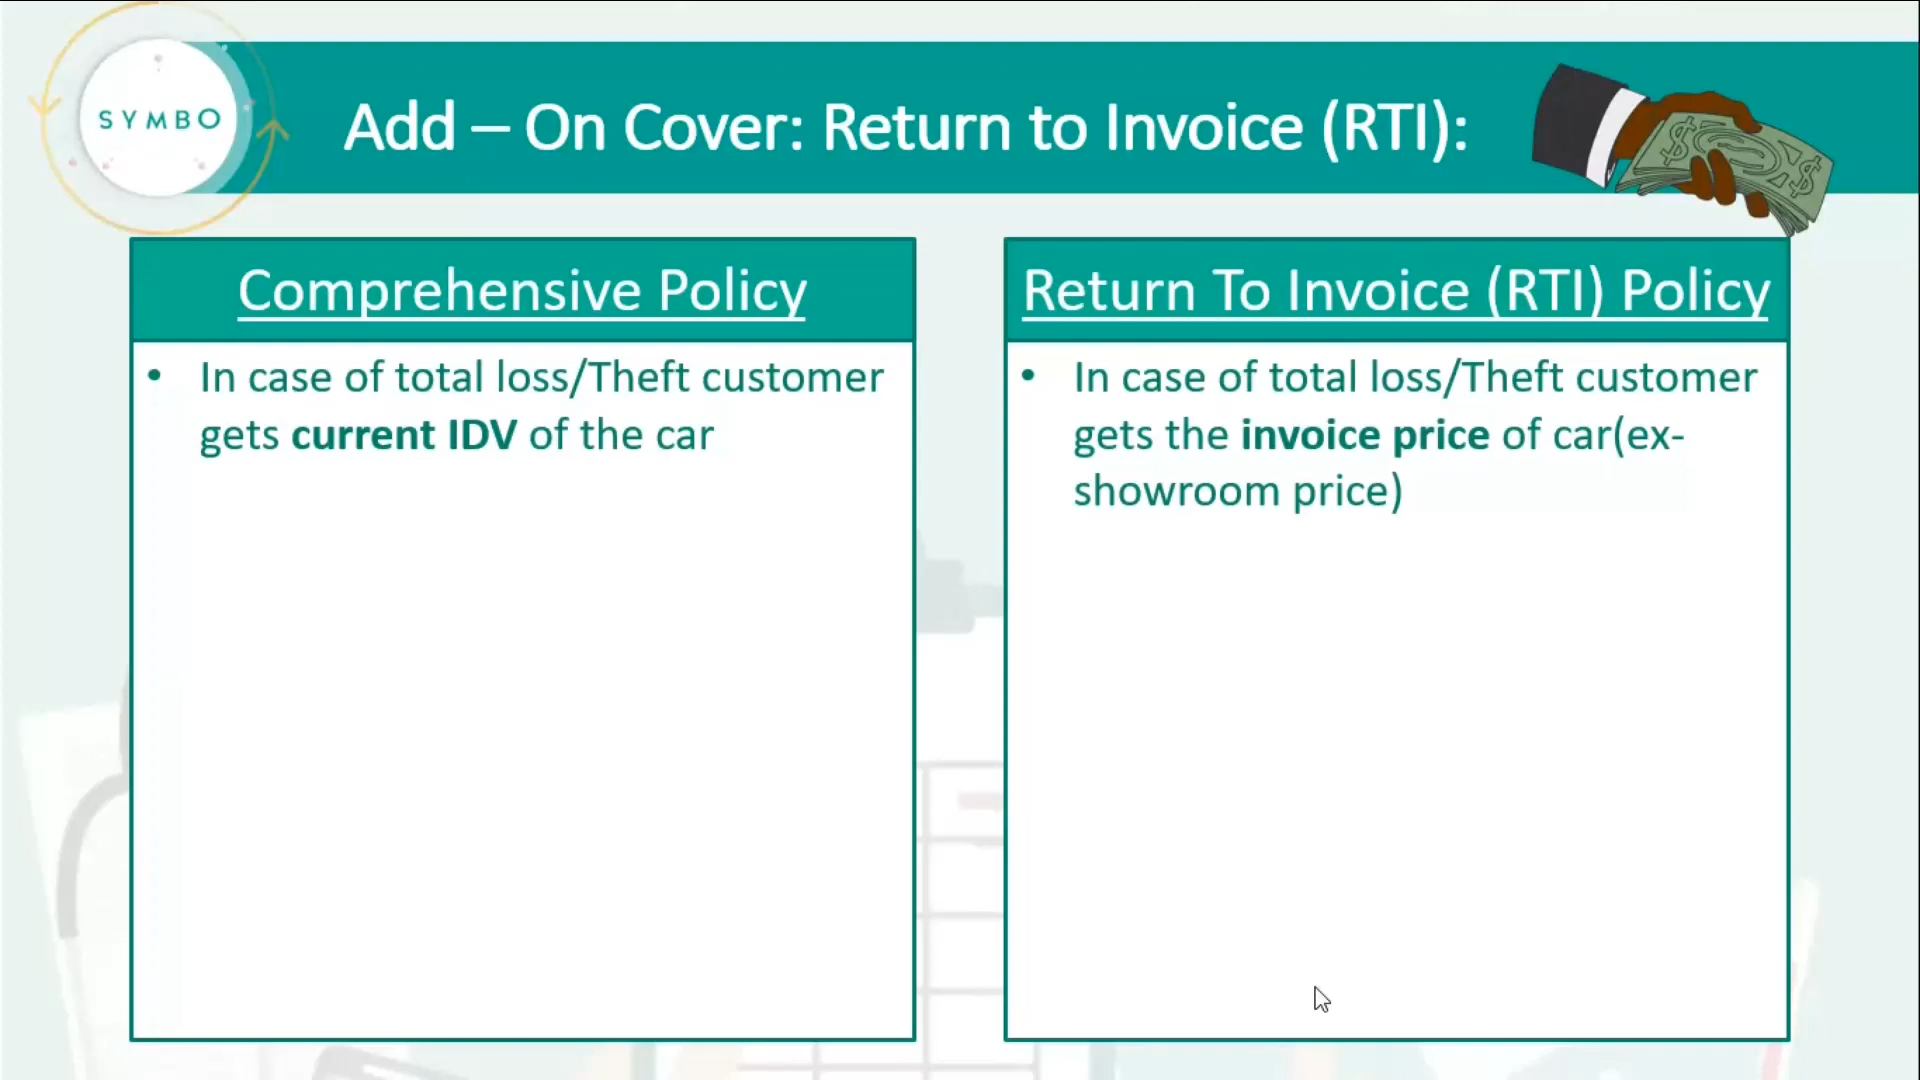 SYMBO
Add – On Cover: Return to Invoice (RTI):
Comprehensive Policy
• In case of total loss/Theft customer
gets current IDV of the car
Return To Invoice (RTI) Policy
• In case of total loss/Theft customer
gets the invoice price of car(ex-
showroom price)